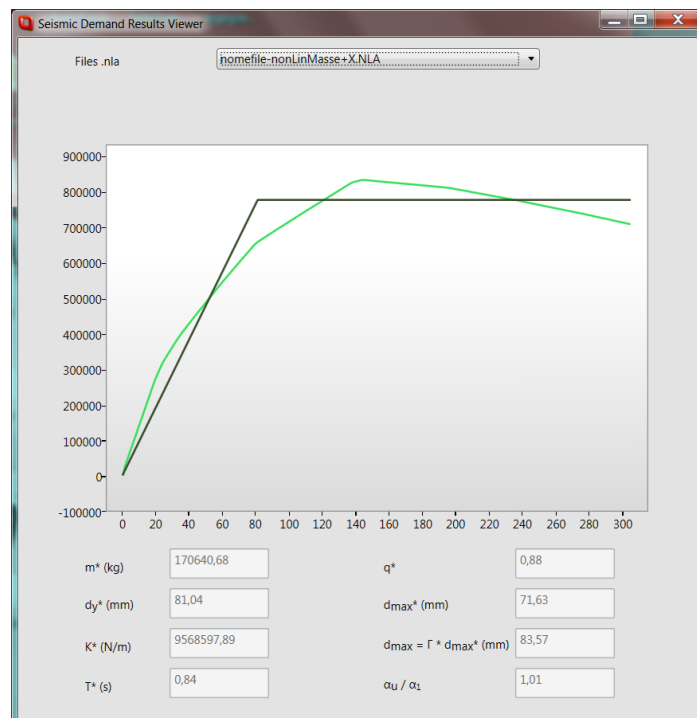 Seismic Demand Results Viewer
Files .nla
nomefile-nonLinMasse+X.NLA
900000
800000
700000
600000
500000
400000
300000
200000
100000
0
-100000
0 20 40 60 80 100 120 140 160 180 200 220 240 260 280 300
m* (kg) 170640,68 q* 0,88
dy* (mm) 81,04 dmax* (mm) 71,63
K* (N/m) 9568597,89 dmax = Γ * dmax* (mm) 83,57
T* (s) 0,84 αu / α1 1,01